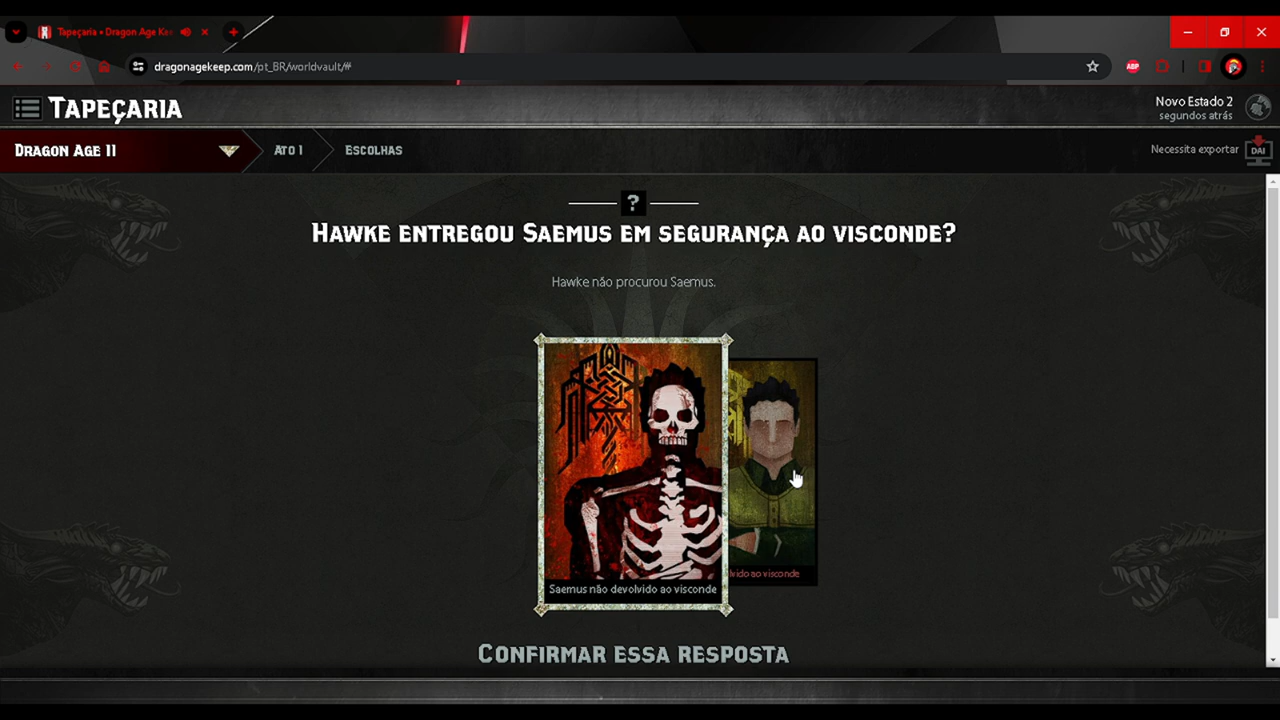 Tapeçaria • Dragon Age Kee
dragonagekeep.com/pt_BR/worldvault/#
ABP
Tapeçaria
Novo Estado 2
segundos atrás
Dragon Age II
Ato I
Escolhas
Necessita exportar
DAI
?
Hawke entregou Saemus em segurança ao visconde?
Hawke não procurou Saemus.
Saemus não devolvido ao visconde
lvido ao visconde
Confirmar essa resposta